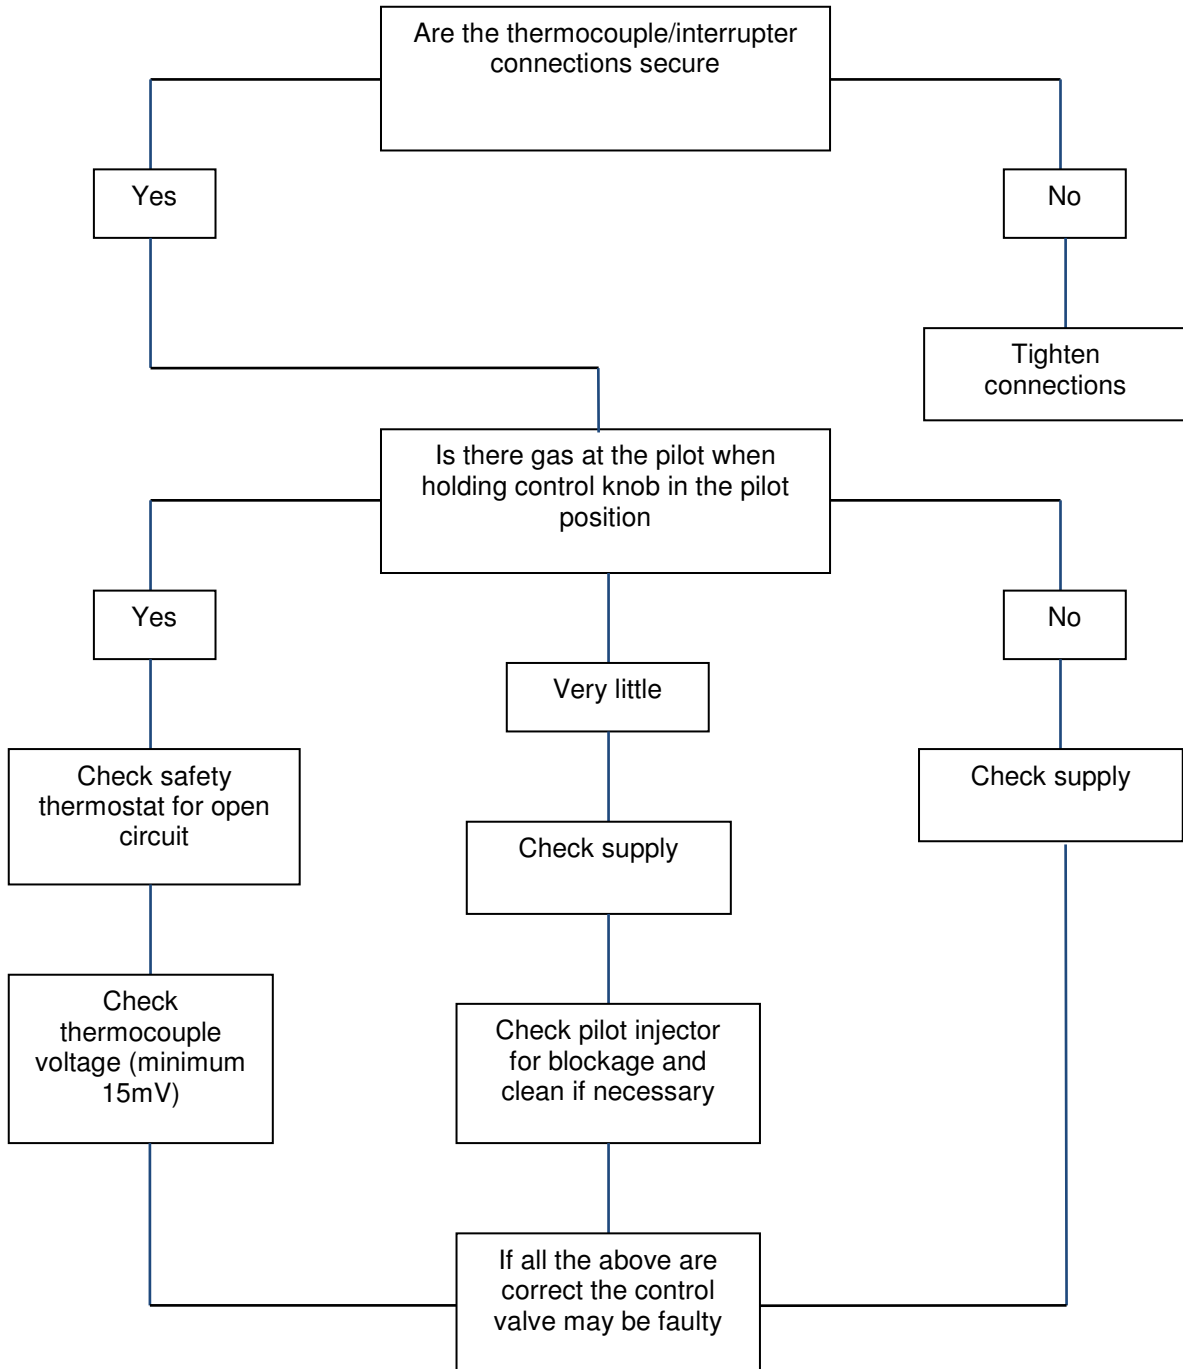 Are the thermocouple/interrupter
connections secure
Yes
No
Tighten
connections
Is there gas at the pilot when
holding control knob in the pilot
position
Yes
No
Very little
Check safety
thermostat for open
circuit
Check supply
Check supply
Check
thermocouple
voltage (minimum
15mV)
Check pilot injector
for blockage and
clean if necessary
If all the above are
correct the control
valve may be faulty